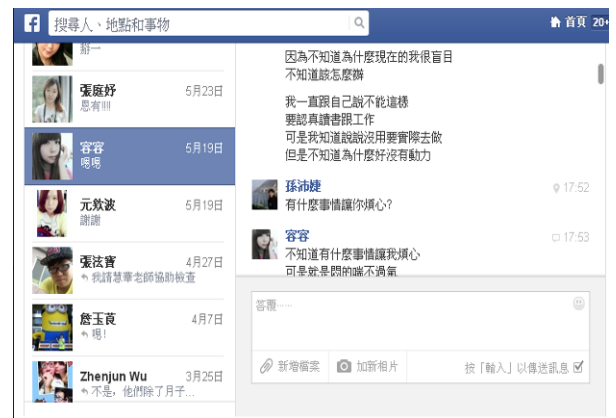 搜尋人、地點和事物
首頁 20+
掰一
張庭妤 5月23日
恩有!!!!
容容 5月19日
嗯嗯
元斂波 5月19日
謝謝
張泫寶 4月27日
我請慧華老師協助檢查
詹玉萸 4月7日
嗯!
Zhenjun Wu 3月25日
不是，他們除了月子...
因為不知道為什麼現在的我很盲目
不知道該怎麼辦
我一直跟自己說不能這樣
要認真讀書跟工作
可是我知道說說沒用要實際去做
但是不知道為什麼好沒有動力
孫沛婕 17:52
有什麼事情讓你煩心?
容容 17:53
不知道有什麼事情讓我煩心
可是就是悶的喘不過氣
答覆……
新增檔案 加新相片 按「輸入」以傳送訊息